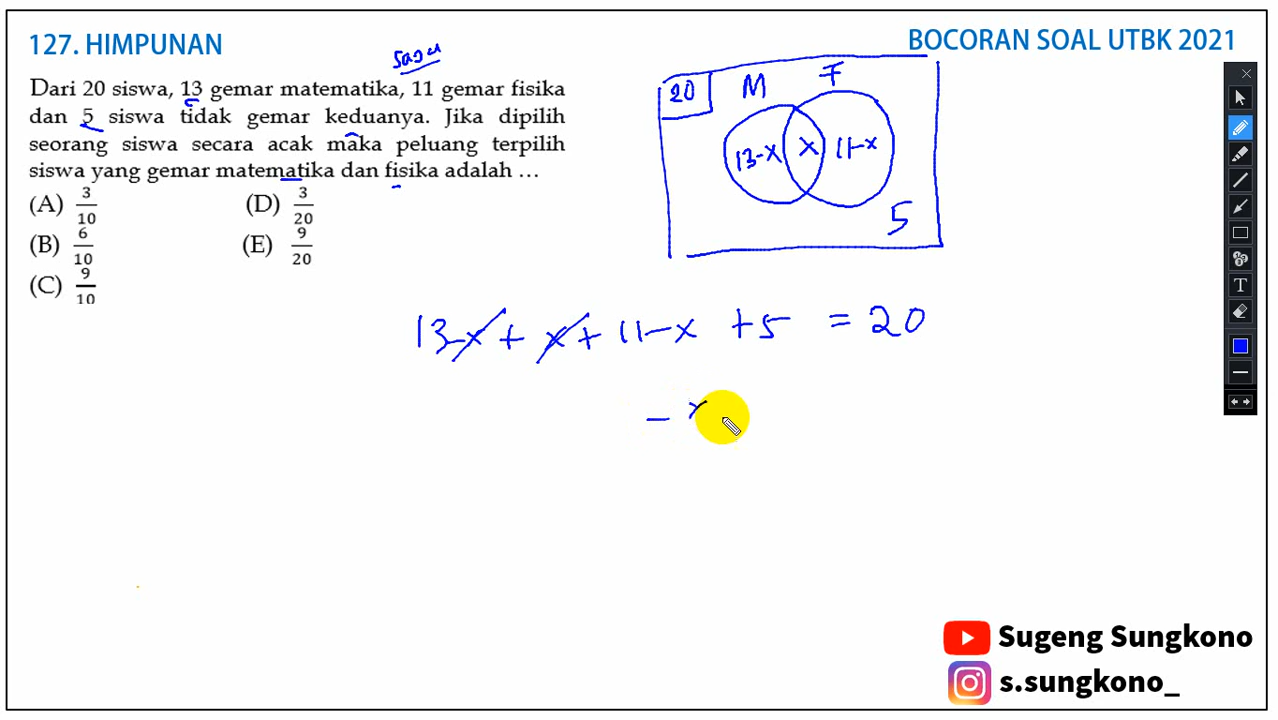 127. HIMPUNAN
BOCORAN SOAL UTBK 2021
Dari 20 siswa, 13 gemar matematika, 11 gemar fisika
dan 5 siswa tidak gemar keduanya. Jika dipilih
seorang siswa secara acak maka peluang terpilih
siswa yang gemar matematika dan fisika adalah ...
(A) 3/10
(D) 3/20
(B) 6/10
(E) 9/20
(C) 9/10
20 M F
13-x x 11-x
5
13-x + x + 11-x + 5 = 20
- x
T
Sugeng Sungkono
s.sungkono_